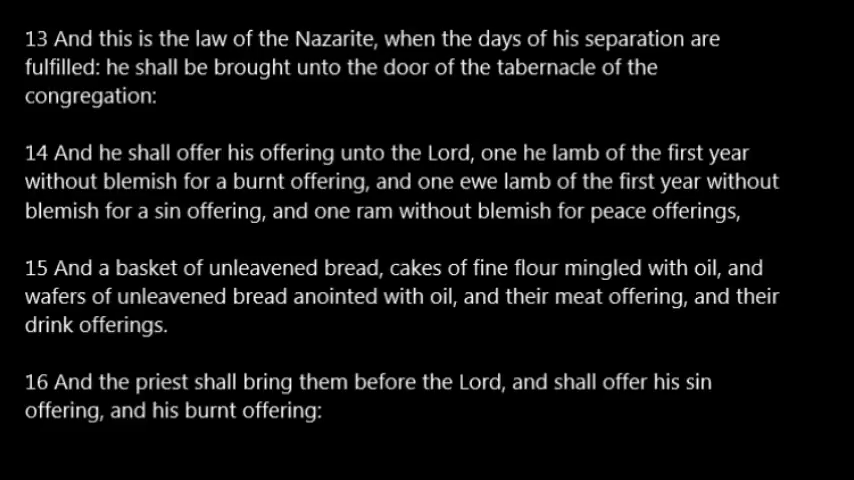 13 And this is the law of the Nazarite, when the days of his separation are
fulfilled: he shall be brought unto the door of the tabernacle of the
congregation:
14 And he shall offer his offering unto the Lord, one he lamb of the first year
without blemish for a burnt offering, and one ewe lamb of the first year without
blemish for a sin offering, and one ram without blemish for peace offerings,
15 And a basket of unleavened bread, cakes of fine flour mingled with oil, and
wafers of unleavened bread anointed with oil, and their meat offering, and their
drink offerings.
16 And the priest shall bring them before the Lord, and shall offer his sin
offering, and his burnt offering: